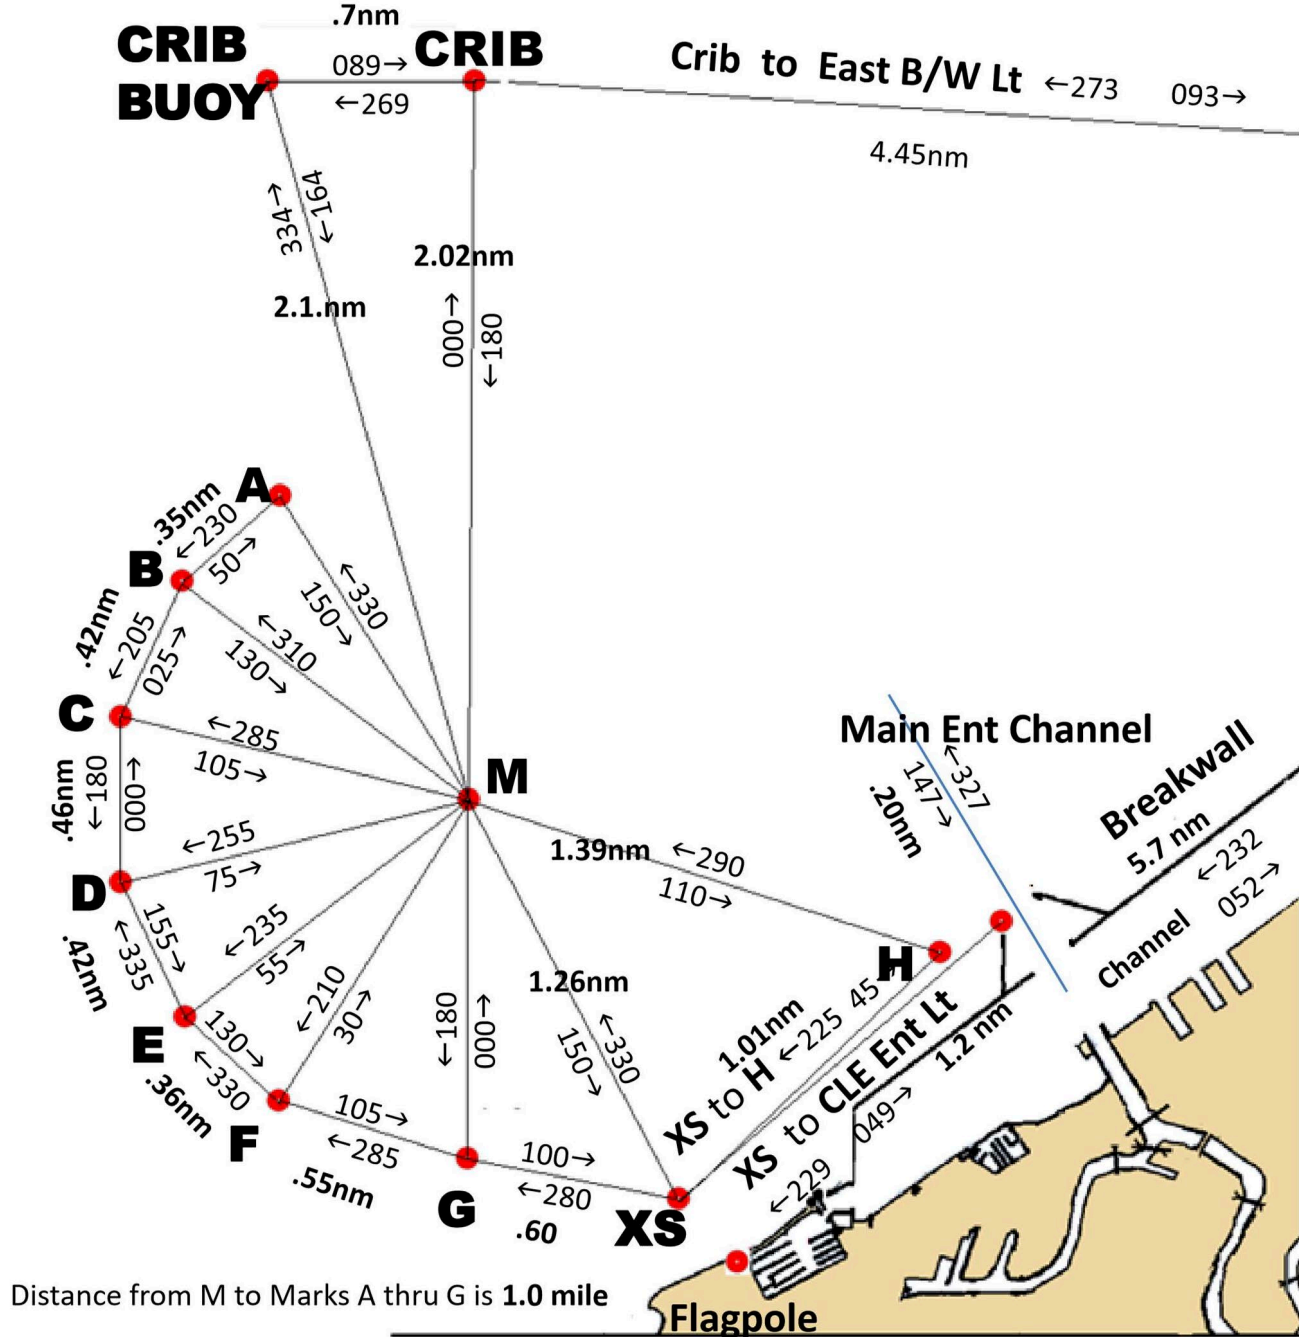 .7nm
CRIB
BUOY
089→
←269
CRIB
Crib to East B/W Lt ←273 093→
4.45nm
334→
←164
2.1.nm
2.02nm
000→
←180
A
.35nm
←230
50→
B
←330
150→
.42nm
←205
025→
←310
130→
C
←285
105→
M
.46nm
←180
000→
←255
75→
D
155→
←335
.42nm
←235
55→
E
130→
←330
.36nm
←210
30→
F
105→
←285
.55nm
←180
000→
G
100→
←280
.60
XS
1.26nm
←330
150→
1.39nm
←290
110→
H
Main Ent Channel
←327
147→
.20nm
Breakwall
5.7 nm
←232
052→
Channel
1.01nm
XS to H ←225 45→
XS to CLE Ent Lt
1.2 nm
049→
←229
Flagpole
Distance from M to Marks A thru G is 1.0 mile